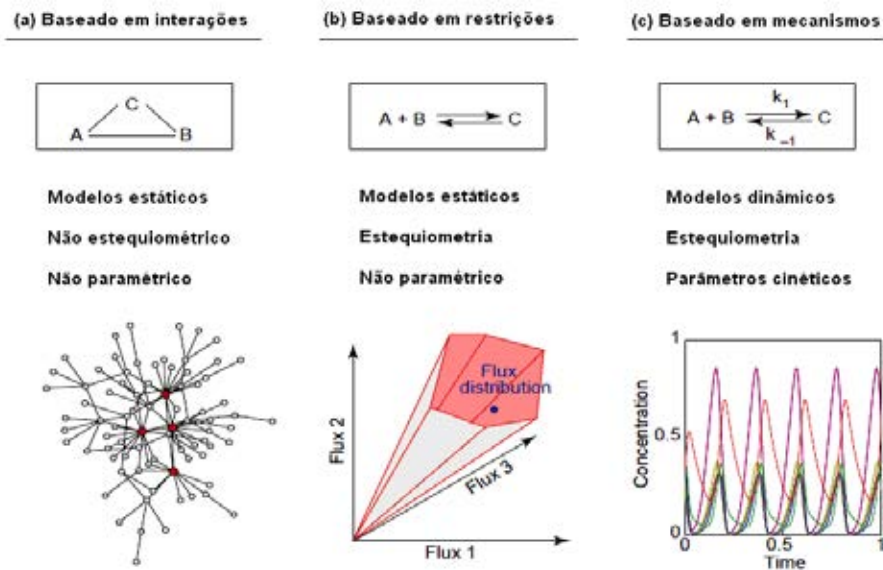 (a) Baseado em interações
C
A B
Modelos estáticos
Não estequiométrico
Não paramétrico
(b) Baseado em restrições
A + B C
Modelos estáticos
Estequiometria
Não paramétrico
Flux 2
Flux distribution
Flux 3
Flux 1
(c) Baseado em mecanismos
k1
A + B C
k-1
Modelos dinâmicos
Estequiometria
Parâmetros cinéticos
Concentration
1
0.5
0
0 0.5 1
Time